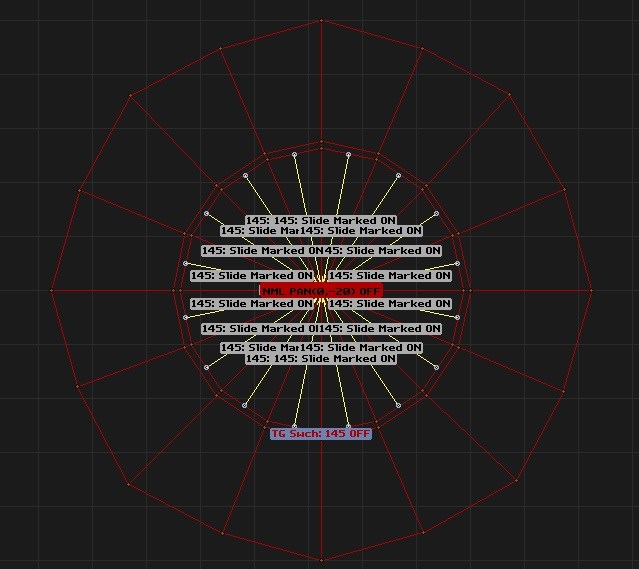 145: 145: Slide Marked ON
145: Slide Mar145: Slide Marked ON
145: Slide Marked ON45: Slide Marked ON
145: Slide Marked ON 145: Slide Marked ON
NML PAN(0,-20) OFF
145: Slide Marked ON 145: Slide Marked ON
145: Slide Marked O145: Slide Marked ON
145: Slide Mar145: Slide Marked ON
145: 145: Slide Marked ON
TG Swch: 145 OFF